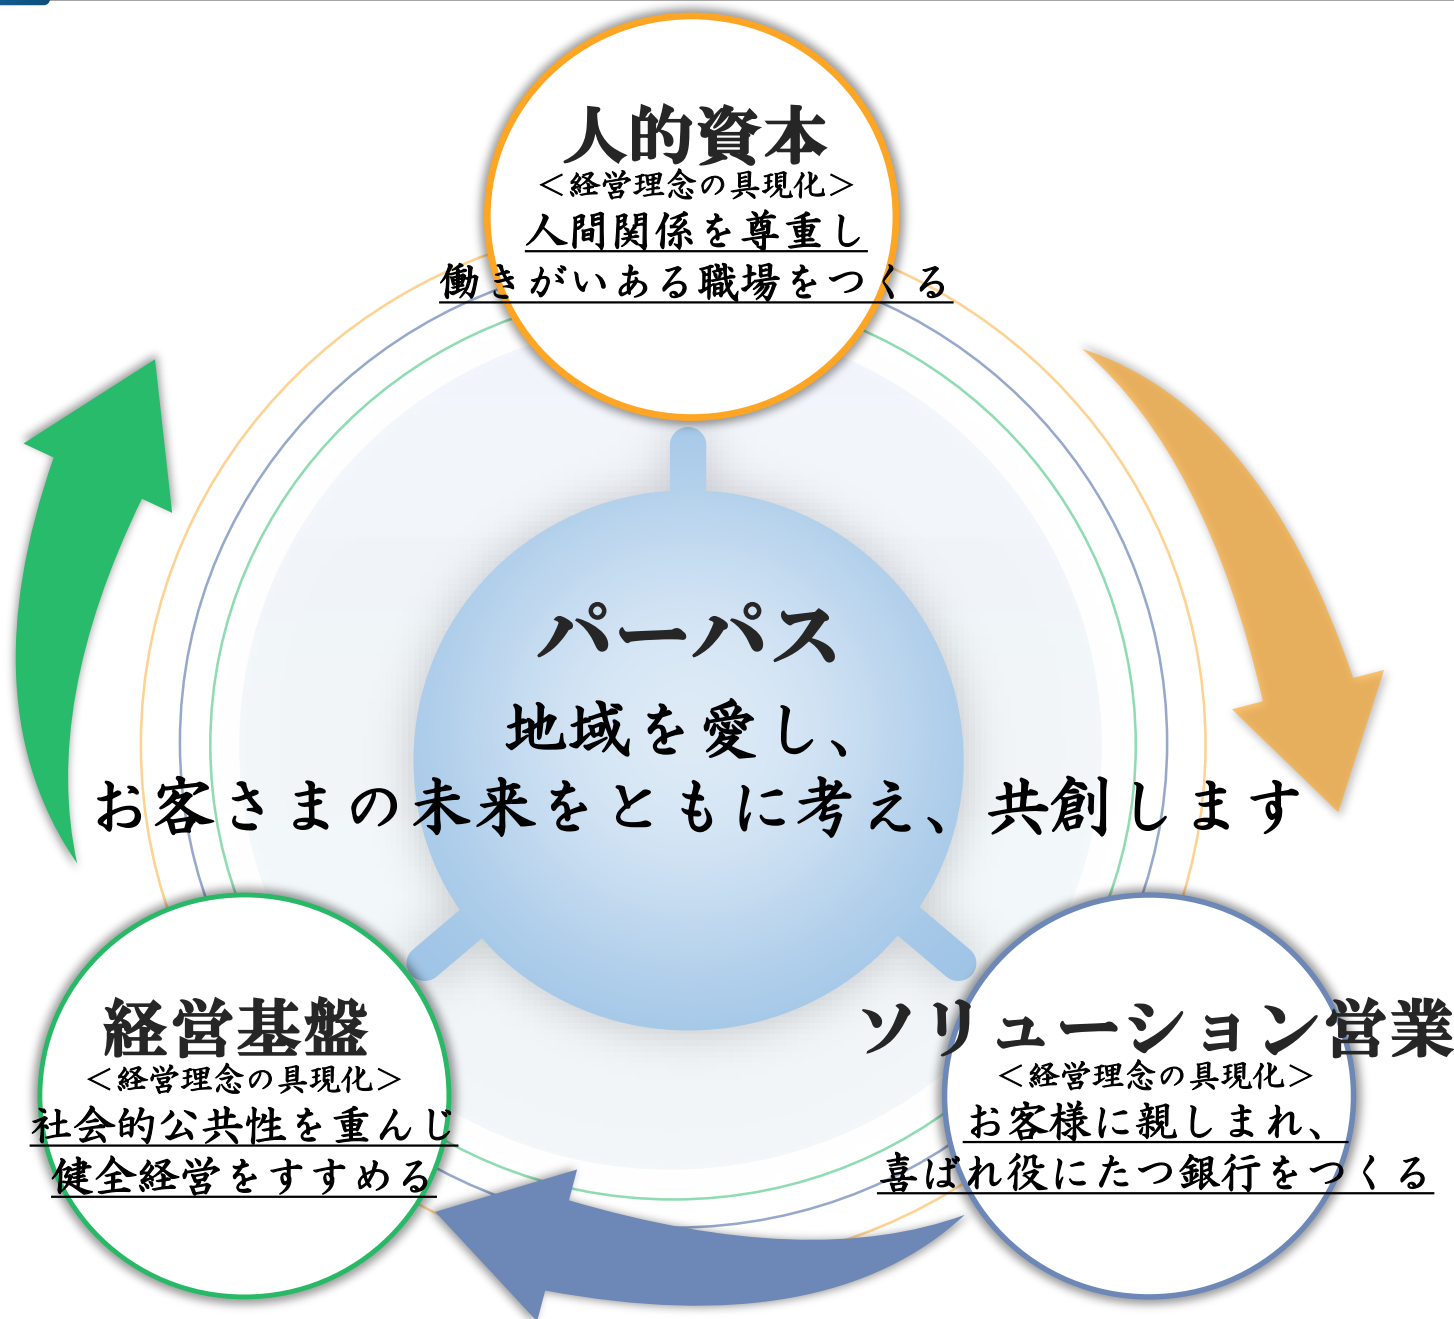 人的資本
＜経営理念の具現化＞
人間関係を尊重し
働きがいある職場をつくる
パーパス
地域を愛し、
お客さまの未来をともに考え、共創します
経営基盤
＜経営理念の具現化＞
社会的公共性を重んじ
健全経営をすすめる
ソリューション営業
＜経営理念の具現化＞
お客様に親しまれ、
喜ばれ役にたつ銀行をつくる